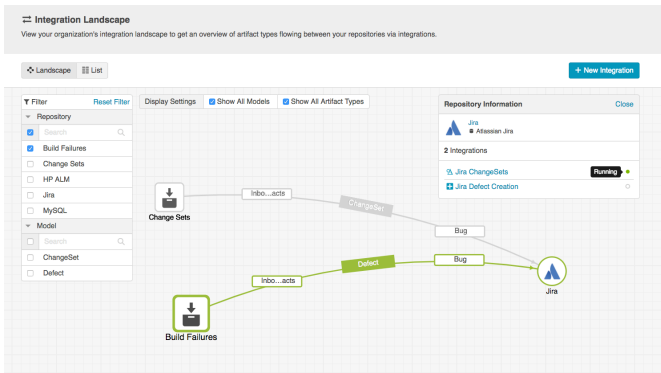 Integration Landscape
View your organization's integration landscape to get an overview of artifact types flowing between your repositories via integrations.
Landscape
List
+ New Integration
Filter
Reset Filter
Repository
Search
Build Failures
Change Sets
HP ALM
Jira
MySQL
Model
Search
ChangeSet
Defect
Display Settings
Show All Models
Show All Artifact Types
Repository Information
Close
Jira
Atlassian Jira
2 Integrations
Jira ChangeSets
Running
Jira Defect Creation
Change Sets
Inbo...acts
ChangeSet
Bug
Build Failures
Inbo...acts
Defect
Bug
Jira